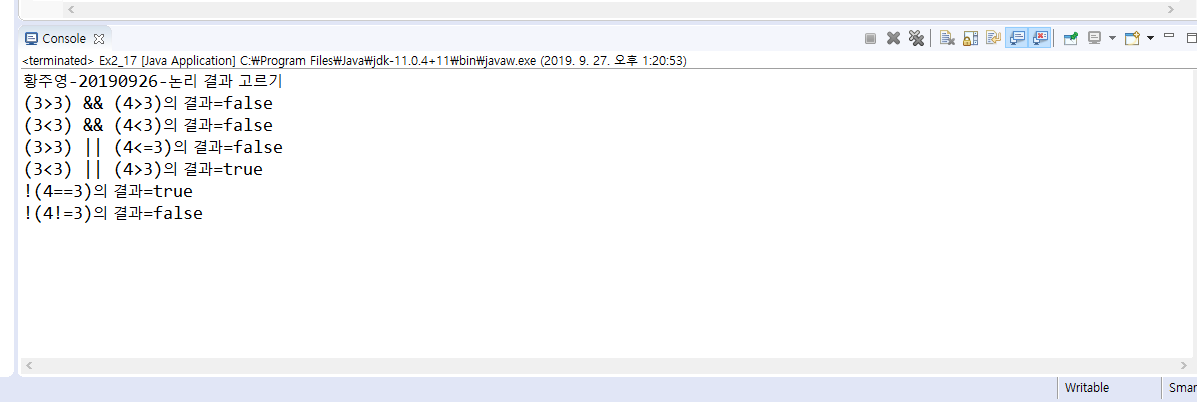 Console
<terminated> Ex2_17 [Java Application] C:₩Program Files₩Java₩jdk-11.0.4+11₩bin₩javaw.exe (2019. 9. 27. 오후 1:20:53)
황주영-20190926-논리 결과 고르기
(3>3) && (4>3)의 결과=false
(3<3) && (4<3)의 결과=false
(3>3) || (4<=3)의 결과=false
(3<3) || (4>3)의 결과=true
!(4==3)의 결과=true
!(4!=3)의 결과=false
Writable
Smar